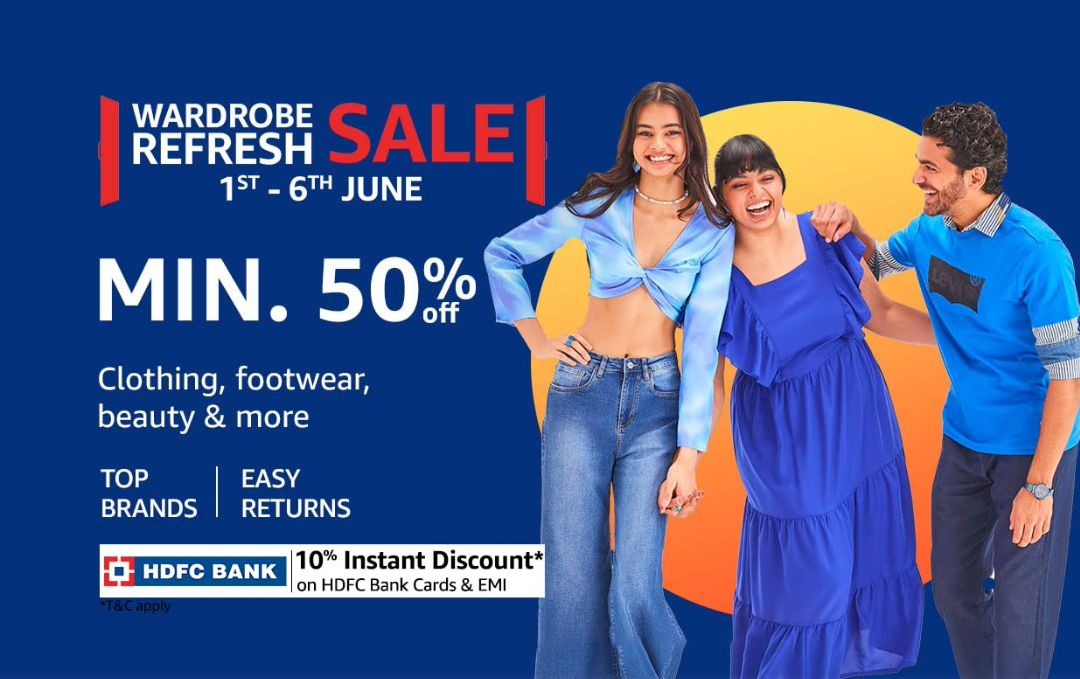 WARDROBE
REFRESH SALE
1ST - 6TH JUNE
MIN. 50% off
Clothing, footwear,
beauty & more
TOP
BRANDS
EASY
RETURNS
HDFC BANK
10% Instant Discount*
on HDFC Bank Cards & EMI
*T&C apply
Levi's®